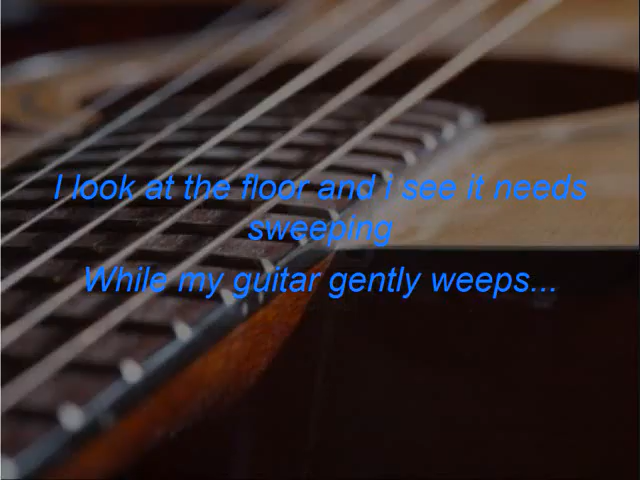 I look at the floor and I see it needs
sweeping
While my guitar gently weeps...